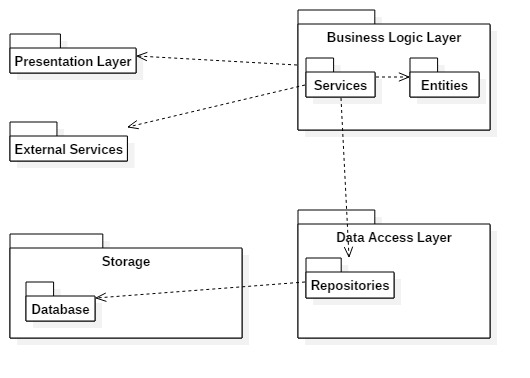 Business Logic Layer
Presentation Layer
Services
Entities
External Services
Data Access Layer
Storage
Repositories
Database